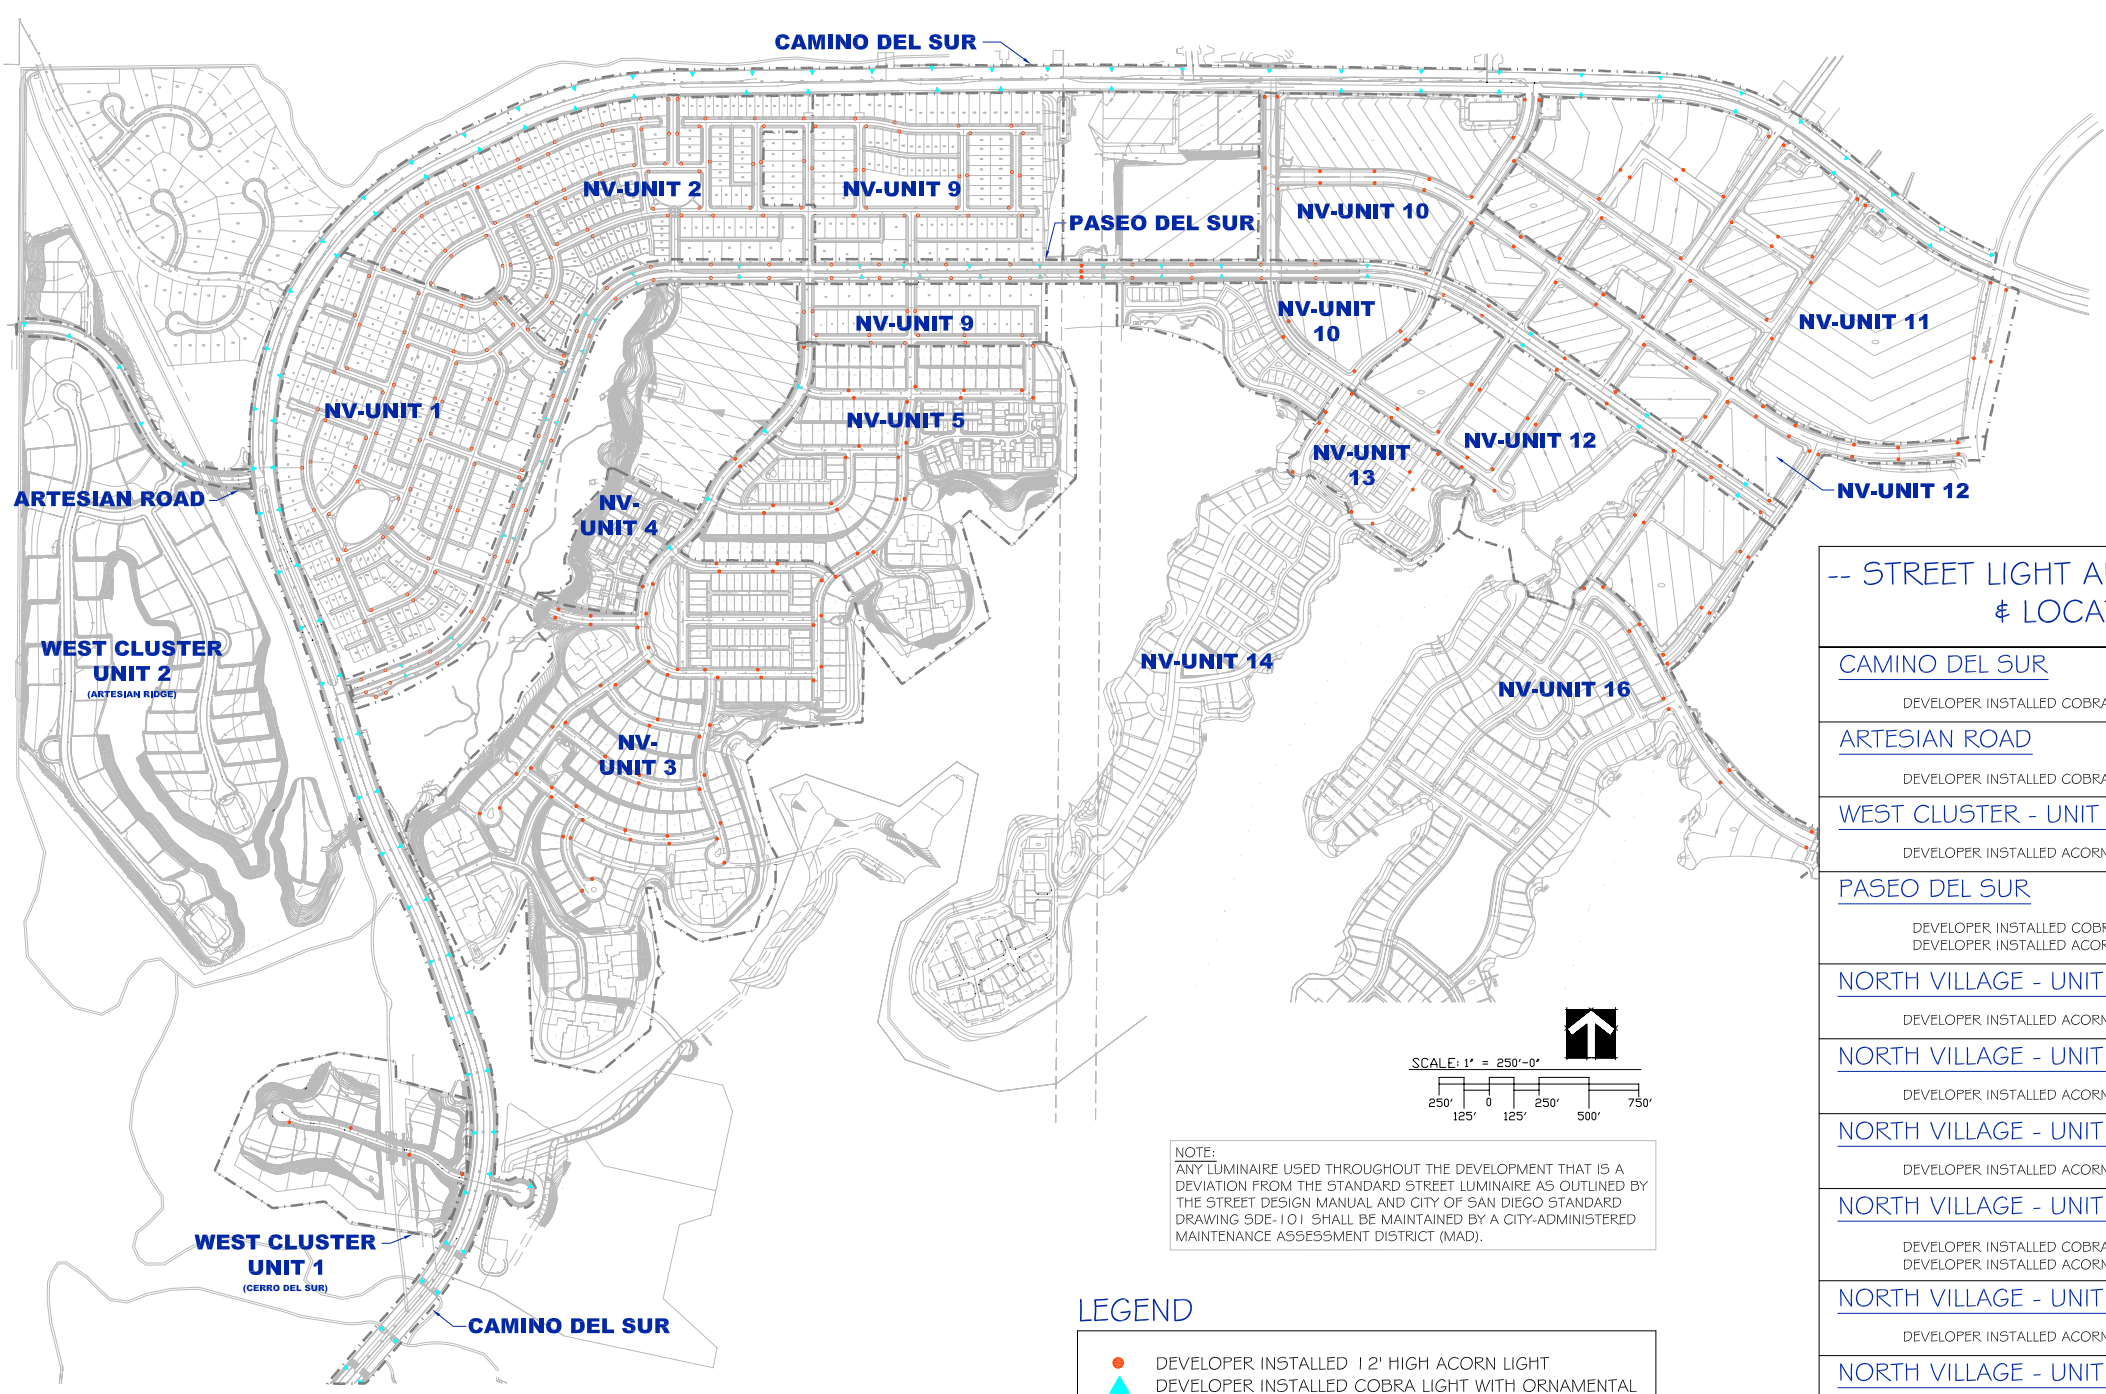 CAMINO DEL SUR
NV-UNIT 2
NV-UNIT 9
PASEO DEL SUR
NV-UNIT 10
NV-UNIT 9
NV-UNIT
10
NV-UNIT 11
NV-UNIT 1
NV-UNIT 5
NV-UNIT 12
NV-UNIT
13
NV-UNIT 12
ARTESIAN ROAD
NV-
UNIT 4
WEST CLUSTER
UNIT 2
(ARTESIAN RIDGE)
NV-UNIT 14
NV-UNIT 16
NV-
UNIT 3
WEST CLUSTER
UNIT 1
(CERRO DEL SUR)
CAMINO DEL SUR
SCALE: 1" = 250'-0"
250' 0 250' 750'
125' 125' 500'
NOTE:
ANY LUMINAIRE USED THROUGHOUT THE DEVELOPMENT THAT IS A
DEVIATION FROM THE STANDARD STREET LUMINAIRE AS OUTLINED BY
THE STREET DESIGN MANUAL AND CITY OF SAN DIEGO STANDARD
DRAWING SDE-101 SHALL BE MAINTAINED BY A CITY-ADMINISTERED
MAINTENANCE ASSESSMENT DISTRICT (MAD).
LEGEND
DEVELOPER INSTALLED 12' HIGH ACORN LIGHT
DEVELOPER INSTALLED COBRA LIGHT WITH ORNAMENTAL
-- STREET LIGHT
& LOCA
CAMINO DEL SUR
DEVELOPER INSTALLED COBRA
ARTESIAN ROAD
DEVELOPER INSTALLED COBRA
WEST CLUSTER - UNIT
DEVELOPER INSTALLED ACORN
PASEO DEL SUR
DEVELOPER INSTALLED COBR
DEVELOPER INSTALLED ACOR
NORTH VILLAGE - UNIT
DEVELOPER INSTALLED ACORN
NORTH VILLAGE - UNIT
DEVELOPER INSTALLED ACORN
NORTH VILLAGE - UNIT
DEVELOPER INSTALLED ACORN
NORTH VILLAGE - UNIT
DEVELOPER INSTALLED COBRA
DEVELOPER INSTALLED ACORN
NORTH VILLAGE - UNIT
DEVELOPER INSTALLED ACORN
NORTH VILLAGE - UNIT